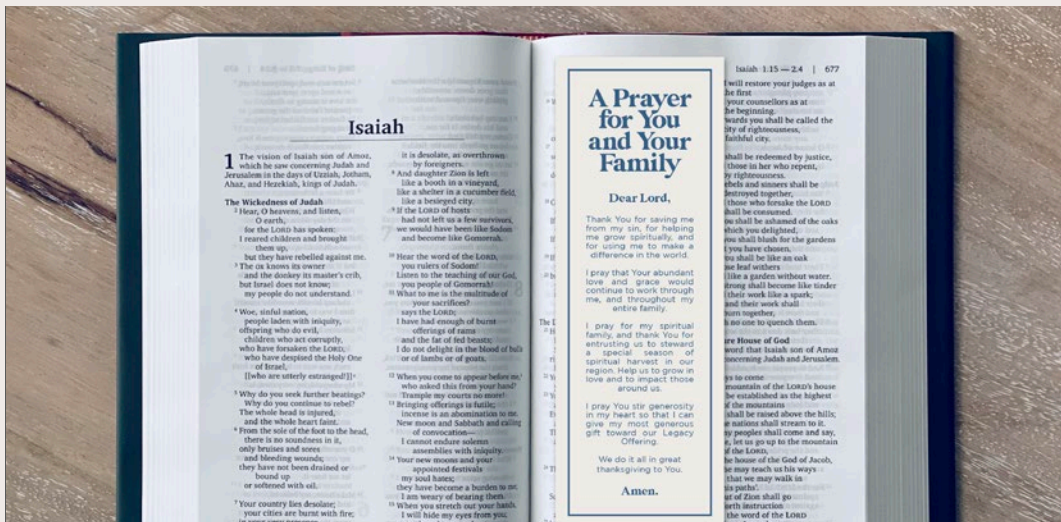 Isaiah
1 The vision of Isaiah son of Amoz,
which he saw concerning Judah and
Jerusalem in the days of Uzziah, Jotham,
Ahaz, and Hezekiah, kings of Judah.
The Wickedness of Judah
2 Hear, O heavens, and listen,
O earth,
for the LORD has spoken:
I reared children and brought
them up,
but they have rebelled against me.
3 The ox knows its owner
and the donkey its master's crib,
but Israel does not know;
my people do not understand.
4 Woe, sinful nation,
people laden with iniquity,
offspring who do evil,
children who act corruptly,
who have forsaken the LORD,
who have despised the Holy One
of Israel,
[[who are utterly estranged!]]
5 Why do you seek further beatings?
Why do you continue to rebel?
The whole head is injured,
and the whole heart faint.
6 From the sole of the foot to the head,
there is no soundness in it,
only bruises and sores
and bleeding wounds;
they have not been drained or
bound up
or softened with oil.
7 Your country lies desolate;
your cities are burnt with fire;
it is desolate, as overthrown
by foreigners.
8 And daughter Zion is left
like a booth in a vineyard,
like a shelter in a cucumber field,
like a besieged city.
9 If the LORD of hosts
had not left us a few survivors,
we would have been like Sodom
and become like Gomorrah.
10 Hear the word of the LORD,
you rulers of Sodom!
Listen to the teaching of our God,
you people of Gomorrah!
11 What to me is the multitude of
your sacrifices?
says the LORD;
I have had enough of burnt
offerings of rams
and the fat of fed beasts;
I do not delight in the blood of bulls
or of lambs or of goats.
12 When you come to appear before me,
who asked this from your hand?
Trample my courts no more!
13 Bringing offerings is futile;
incense is an abomination to me.
New moon and Sabbath and calling
of convocation—
I cannot endure solemn
assemblies with iniquity.
14 Your new moons and your
appointed festivals
my soul hates;
they have become a burden to me
I am weary of bearing them.
15 When you stretch out your hands,
I will hide my eyes from you;
A Prayer
for You
and Your
Family
Dear Lord,
Thank You for saving me
from my sin, for helping
me grow spiritually, and
for using me to make a
difference in the world.
I pray that Your abundant
love and grace would
continue to work through
me, and throughout my
entire family.
I pray for my spiritual
family, and thank You for
entrusting us to steward
a special season of
spiritual harvest in our
region. Help us to grow in
love and to impact those
around us.
I pray You stir generosity
in my heart so that I can
give my most generous
gift toward our Legacy
Offering.
We do it all in great
thanksgiving to You.
Amen.
Isaiah 1.15—2.4 | 677
will restore your judges as at
the first
your counsellors as at
the beginning.
you shall be called the
city of righteousness,
faithful city.
shall be redeemed by justice,
those in her who repent,
by righteousness.
rebels and sinners shall be
destroyed together,
those who forsake the LORD
shall be consumed.
you shall be ashamed of the oaks
which you delighted,
you shall blush for the gardens
you have chosen,
you shall be like an oak
leaf withers
like a garden without water.
strong shall become like tinder
their work like a spark;
and their work shall
burn together,
no one to quench them.
House of God
word that Isaiah son of Amoz
concerning Judah and Jerusalem.
to come
mountain of the LORD's house
be established as the highest
of the mountains
shall be raised above the hills;
nations shall stream to it.
peoples shall come and say,
let us go up to the mountain
of the LORD,
the house of the God of Jacob,
he may teach us his ways
that we may walk in
his paths'.
out of Zion shall go
forth instruction
the word of the LORD